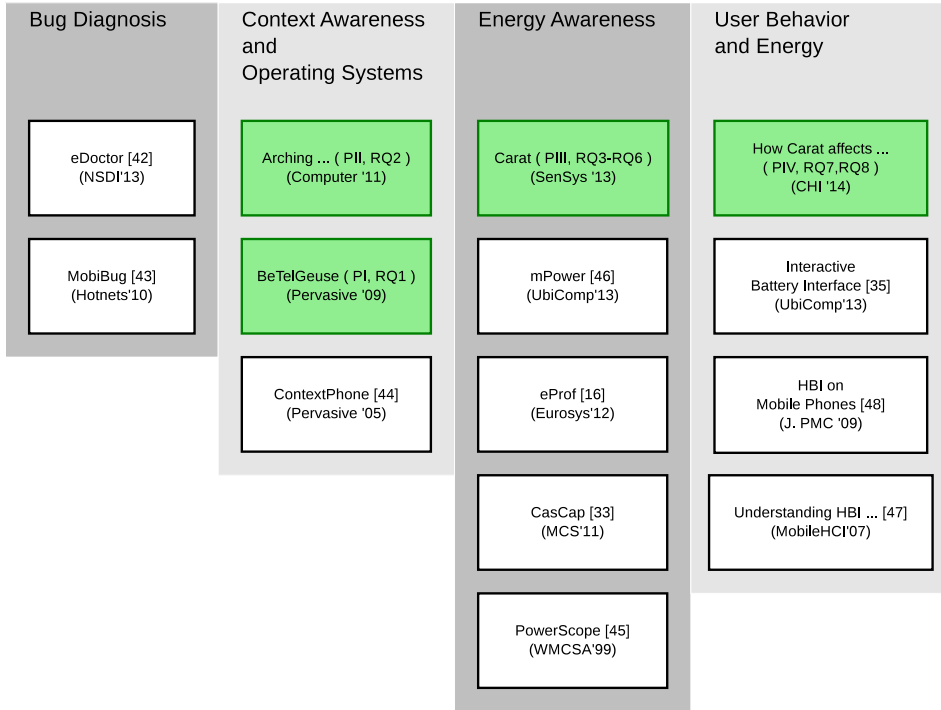 Bug Diagnosis
eDoctor [42]
(NSDI'13)
MobiBug [43]
(Hotnets'10)
Context Awareness
and
Operating Systems
Arching ... ( PII, RQ2 )
(Computer '11)
BeTelGeuse ( PI, RQ1 )
(Pervasive '09)
ContextPhone [44]
(Pervasive '05)
Energy Awareness
Carat ( PIII, RQ3-RQ6 )
(SenSys '13)
mPower [46]
(UbiComp'13)
eProf [16]
(Eurosys'12)
CasCap [33]
(MCS'11)
PowerScope [45]
(WMCSA'99)
User Behavior
and Energy
How Carat affects ...
( PIV, RQ7,RQ8 )
(CHI '14)
Interactive
Battery Interface [35]
(UbiComp'13)
HBI on
Mobile Phones [48]
(J. PMC '09)
Understanding HBI ... [47]
(MobileHCI'07)